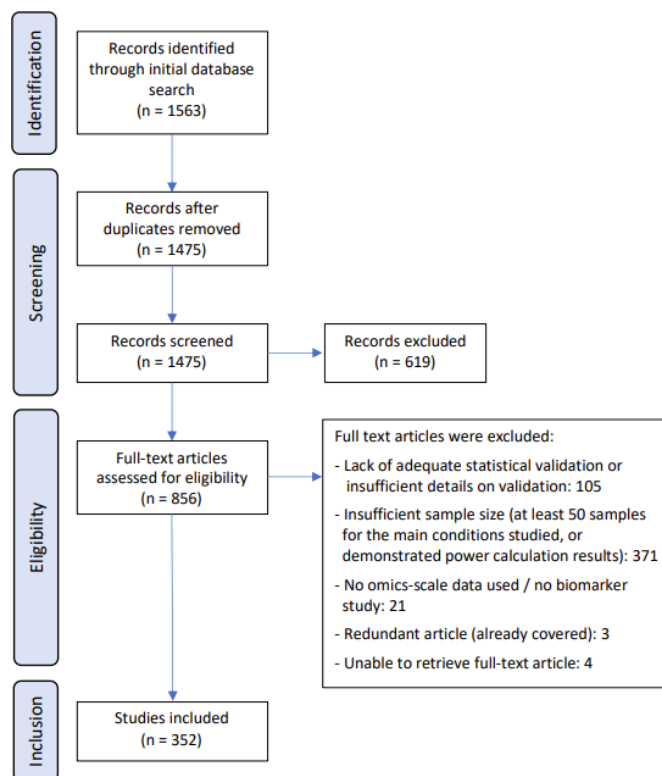 Identification
Records identified
through initial database
search
(n = 1563)
Screening
Records after
duplicates removed
(n = 1475)
Records screened
(n = 1475)
Records excluded
(n = 619)
Eligibility
Full-text articles
assessed for eligibility
(n = 856)
Full text articles were excluded:
- Lack of adequate statistical validation or
insufficient details on validation: 105
- Insufficient sample size (at least 50 samples
for the main conditions studied, or
demonstrated power calculation results): 371
- No omics-scale data used / no biomarker
study: 21
- Redundant article (already covered): 3
- Unable to retrieve full-text article: 4
Inclusion
Studies included
(n = 352)